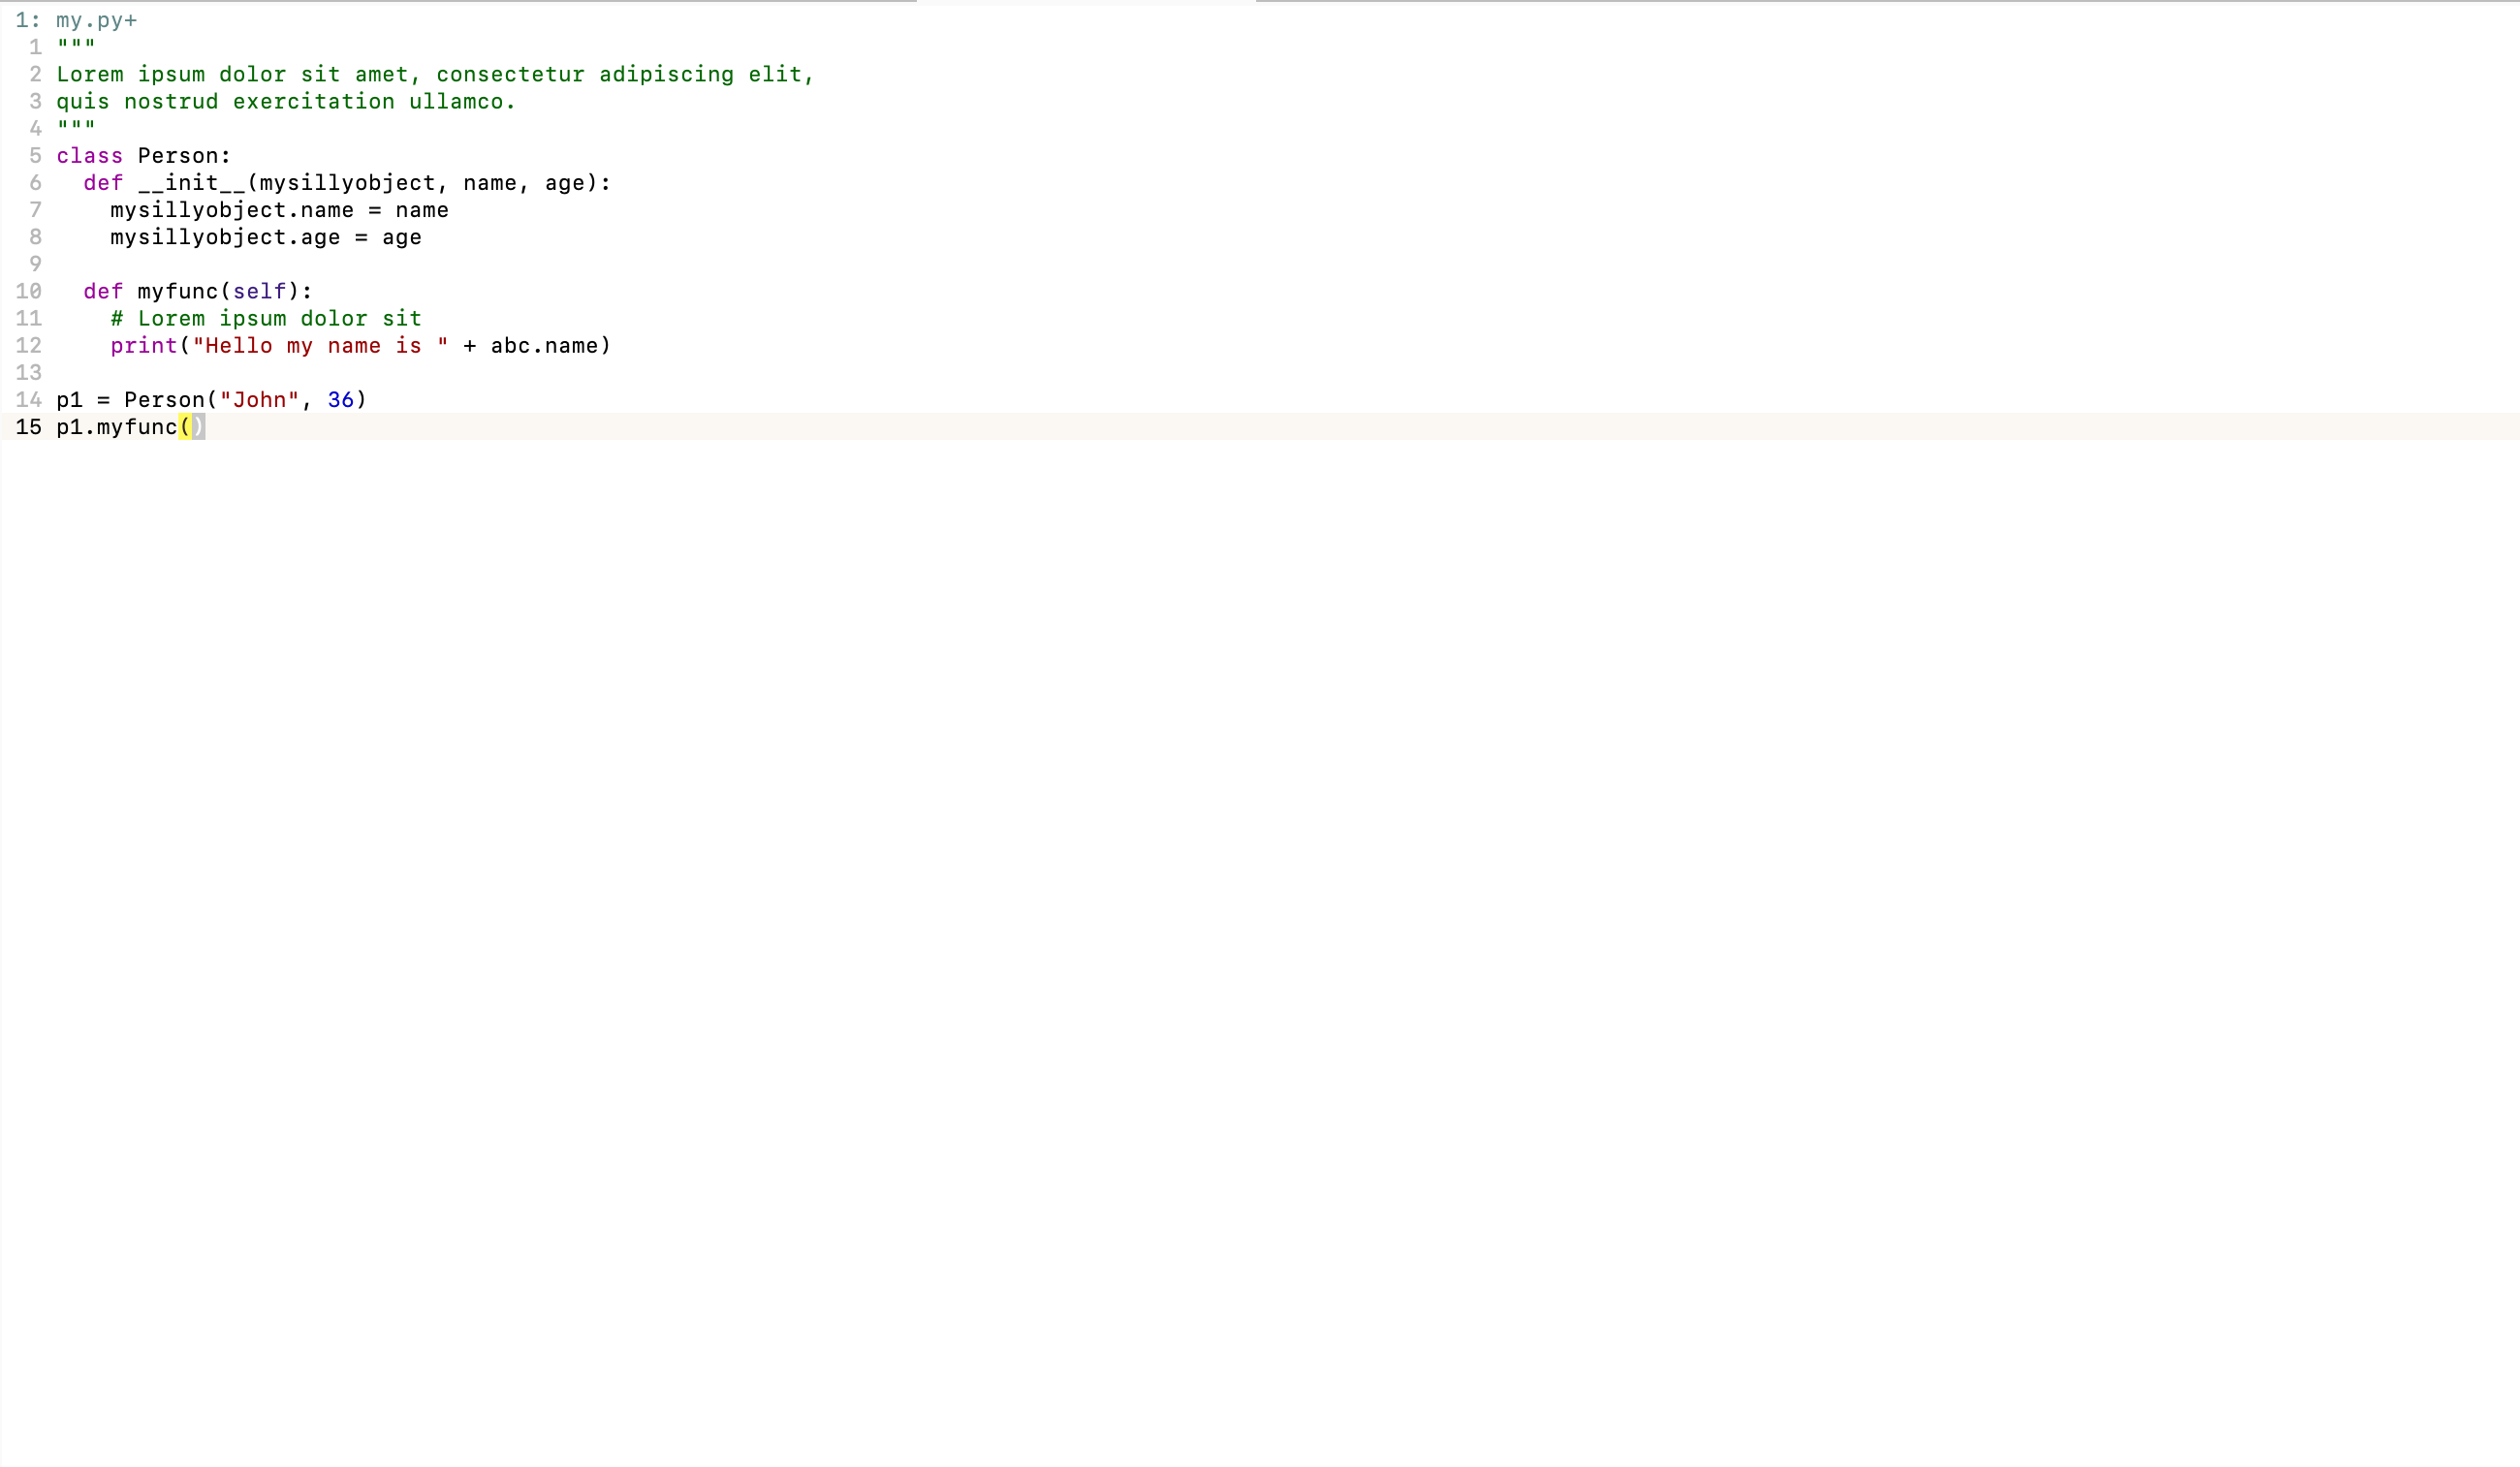 1: my.py+
1 """
2 Lorem ipsum dolor sit amet, consectetur adipiscing elit,
3 quis nostrud exercitation ullamco.
4 """
5 class Person:
6   def __init__(mysillyobject, name, age):
7     mysillyobject.name = name
8     mysillyobject.age = age
9
10   def myfunc(self):
11     # Lorem ipsum dolor sit
12     print("Hello my name is " + abc.name)
13
14 p1 = Person("John", 36)
15 p1.myfunc()